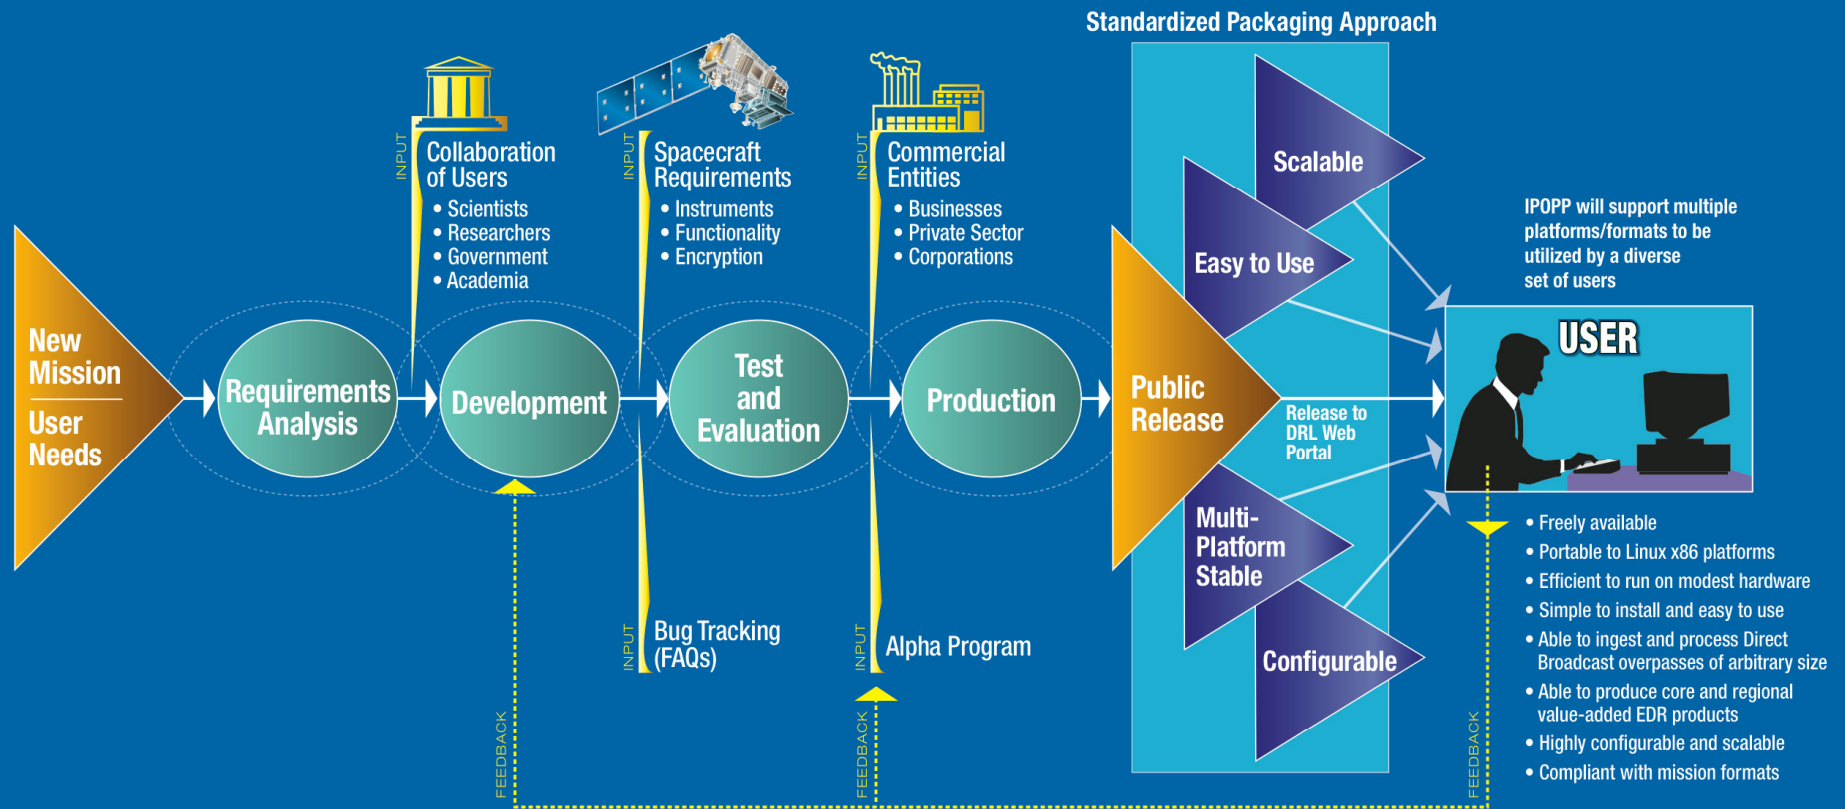 Standardized Packaging Approach
INPUT
Collaboration
of Users
• Scientists
• Researchers
• Government
• Academia
INPUT
Spacecraft
Requirements
• Instruments
• Functionality
• Encryption
INPUT
Commercial
Entities
• Businesses
• Private Sector
• Corporations
New
Mission
User
Needs
Requirements
Analysis
Development
Test
and
Evaluation
Production
Public
Release
Scalable
Easy to Use
Release to
DRL Web
Portal
Multi-
Platform
Stable
Configurable
IPOPP will support multiple
platforms/formats to be
utilized by a diverse
set of users
USER
• Freely available
• Portable to Linux x86 platforms
• Efficient to run on modest hardware
• Simple to install and easy to use
• Able to ingest and process Direct
Broadcast overpasses of arbitrary size
• Able to produce core and regional
value-added EDR products
• Highly configurable and scalable
• Compliant with mission formats
INPUT
Bug Tracking
(FAQs)
INPUT
Alpha Program
FEEDBACK
FEEDBACK
FEEDBACK